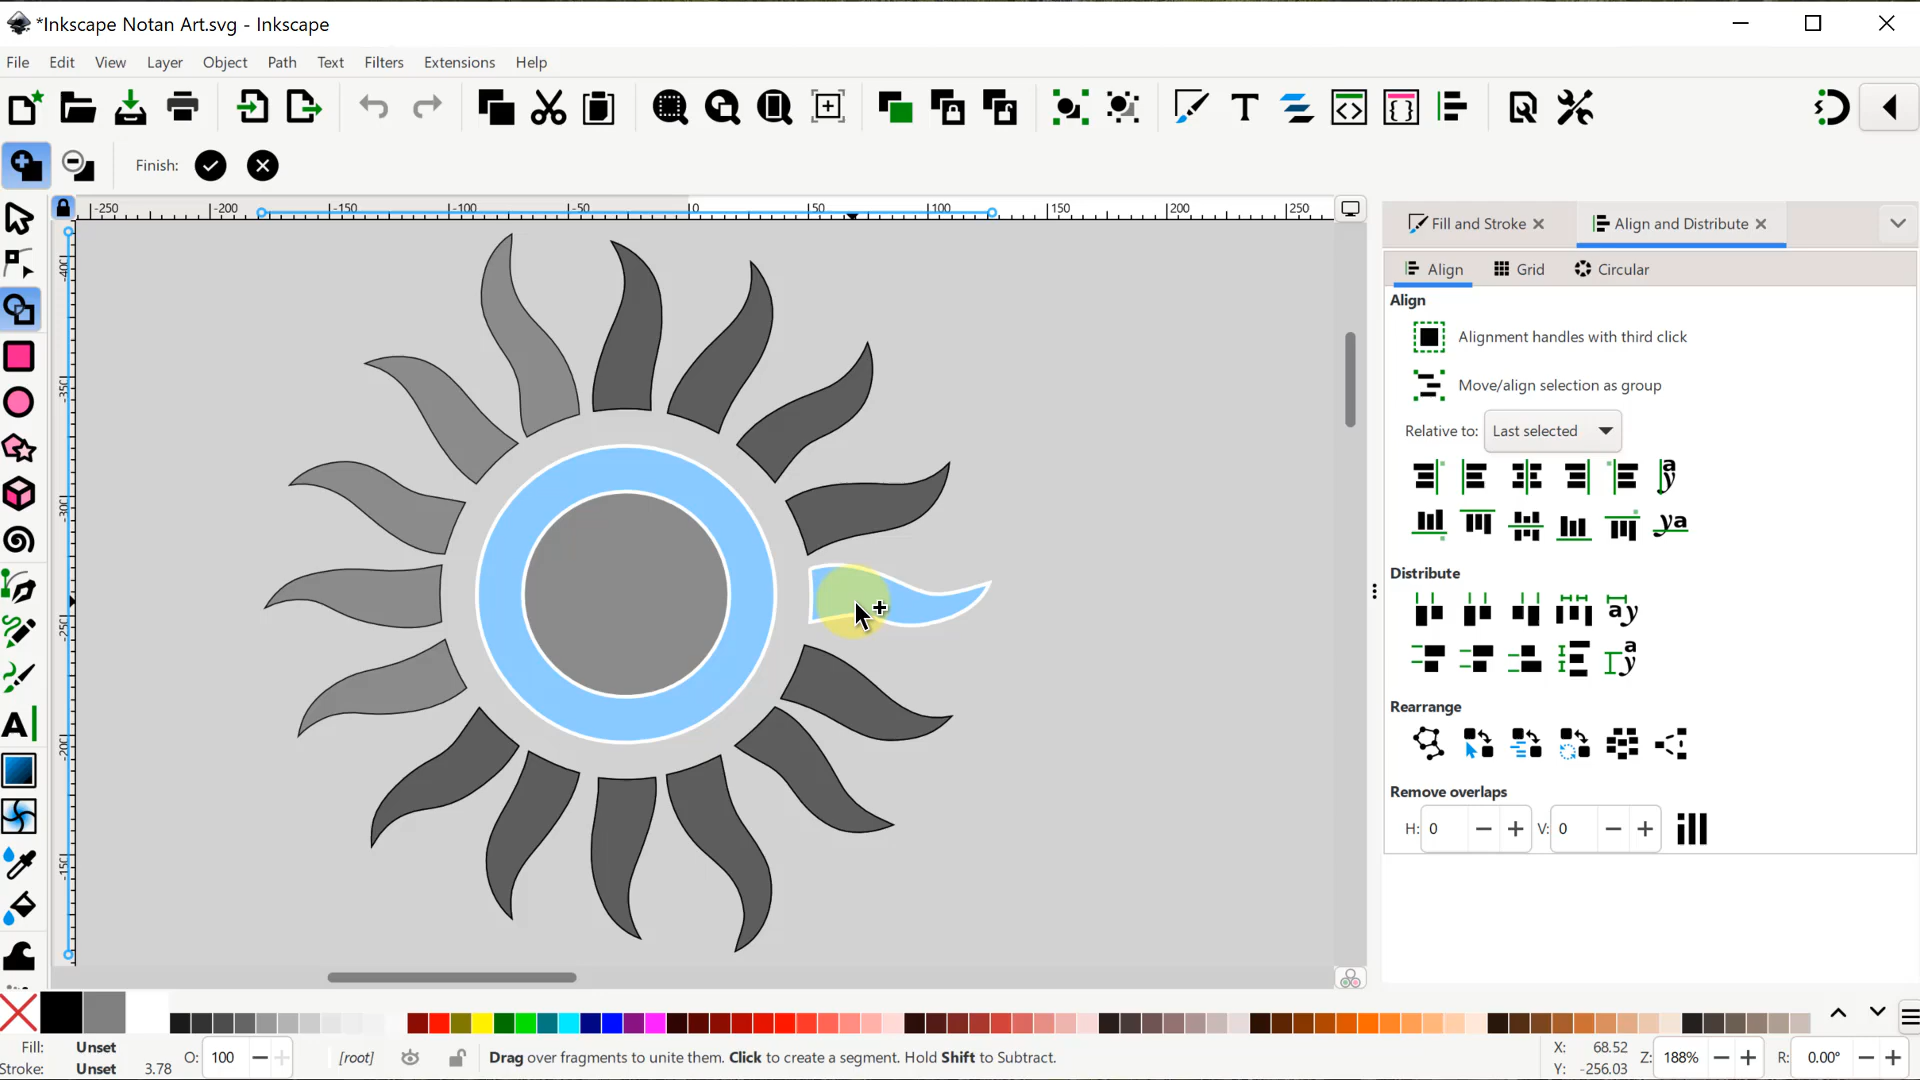 *Inkscape Notan Art.svg - Inkscape
File Edit View Layer Object Path Text Filters Extensions Help
Finish:
-250 -200 -150 -100 -50 0 50 100 150 200 250
Fill and Stroke Align and Distribute
Align Grid Circular
Align
Alignment handles with third click
Move/align selection as group
Relative to: Last selected
Distribute
Rearrange
Remove overlaps
H: 0 V: 0
Fill: Unset
Stroke: Unset 3.78
O: 100
[root]
Drag over fragments to unite them. Click to create a segment. Hold Shift to Subtract.
X: 68.52
Y: -256.03
Z: 188%
R: 0.00°